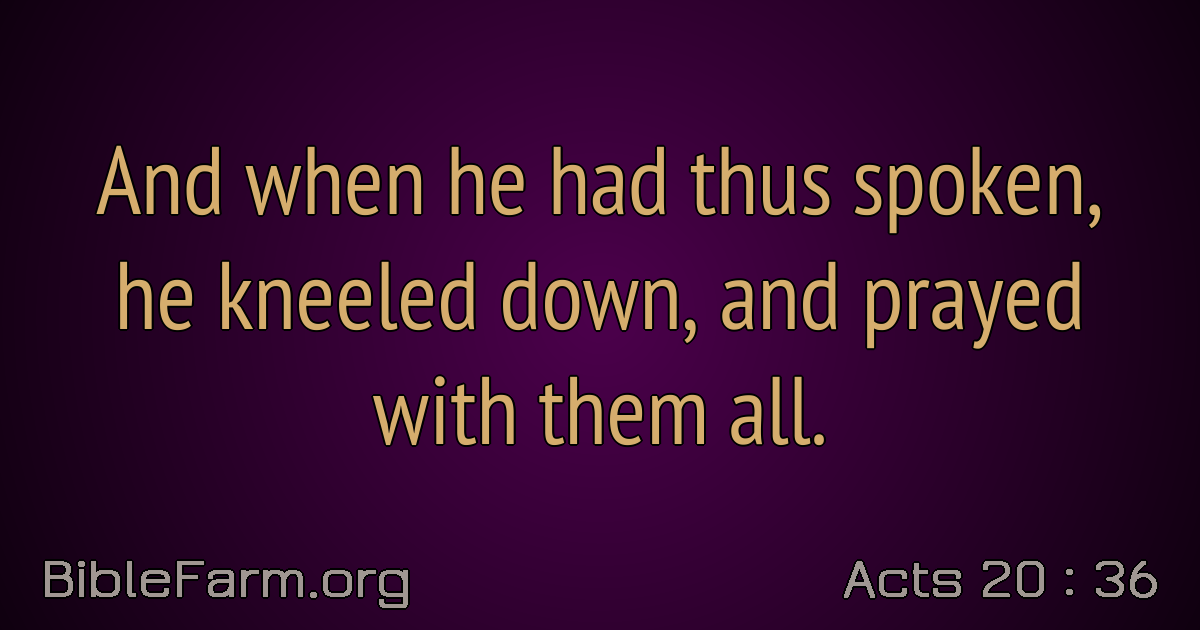 And when he had thus spoken,
he kneeled down, and prayed
with them all.
BibleFarm.org
Acts 20 : 36